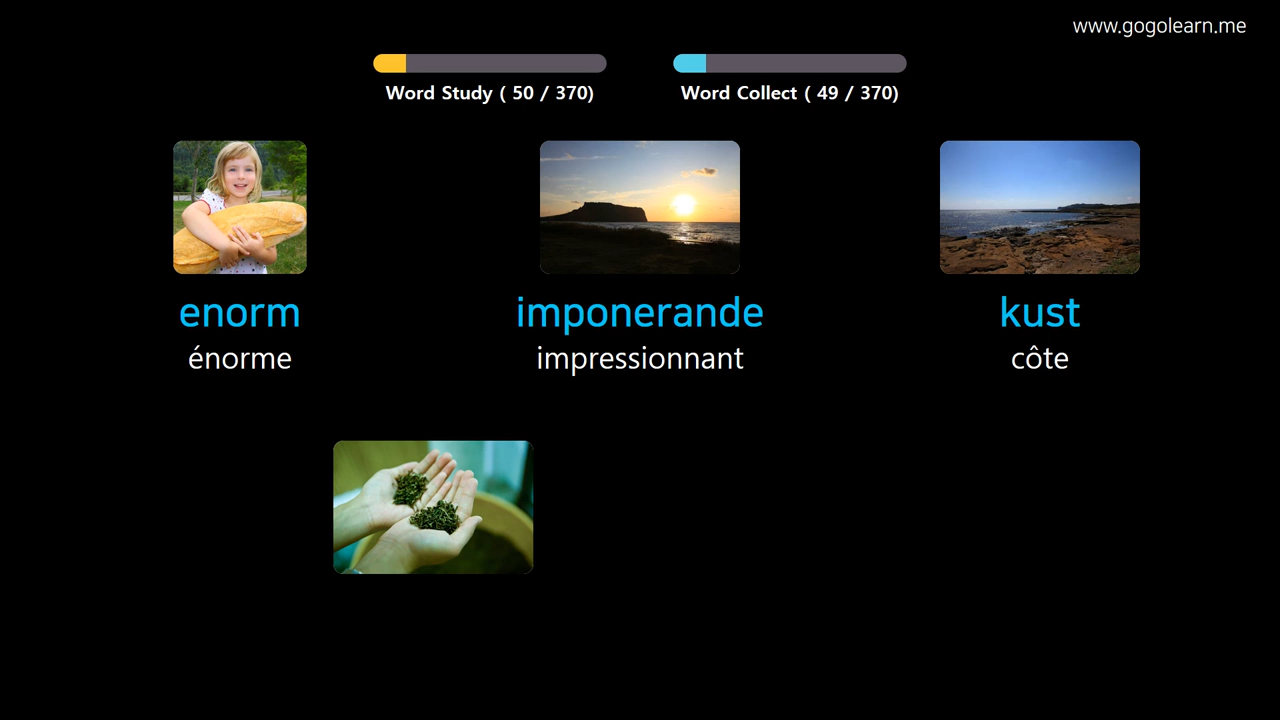 www.gogolearn.me
Word Study ( 50 / 370)
Word Collect ( 49 / 370)
enorm
énorme
imponerande
impressionnant
kust
côte